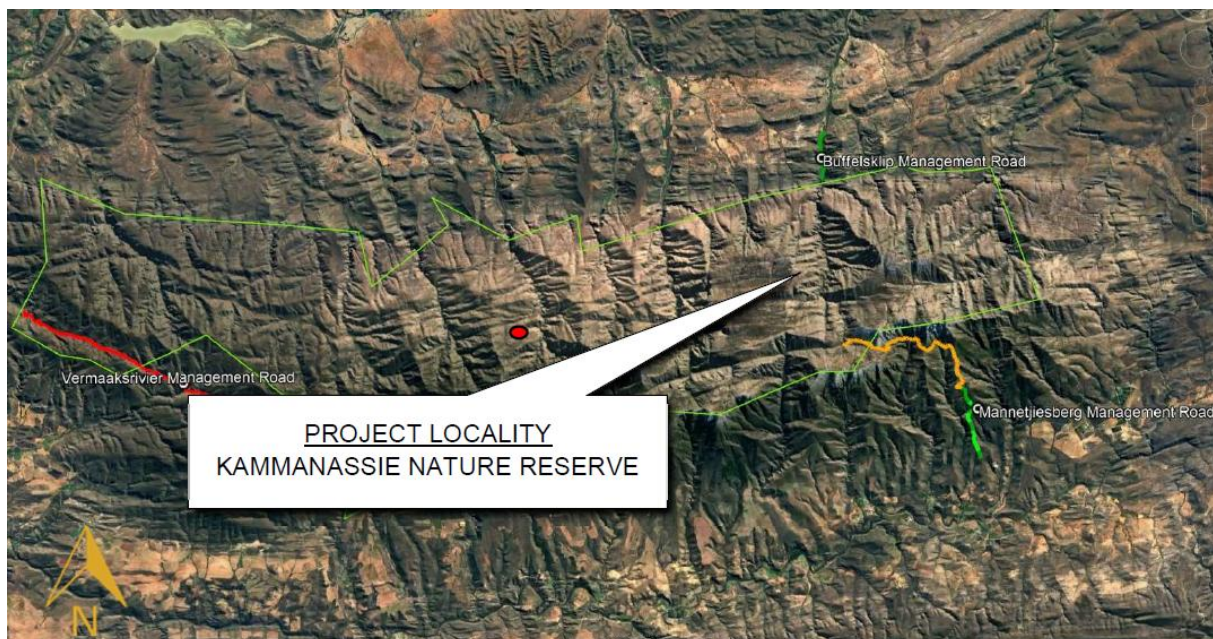 Buffelsklip Management Road
Vermaaksrivier Management Road
Mannetjiesberg Management Road
PROJECT LOCALITY
KAMMANASSIE NATURE RESERVE
N